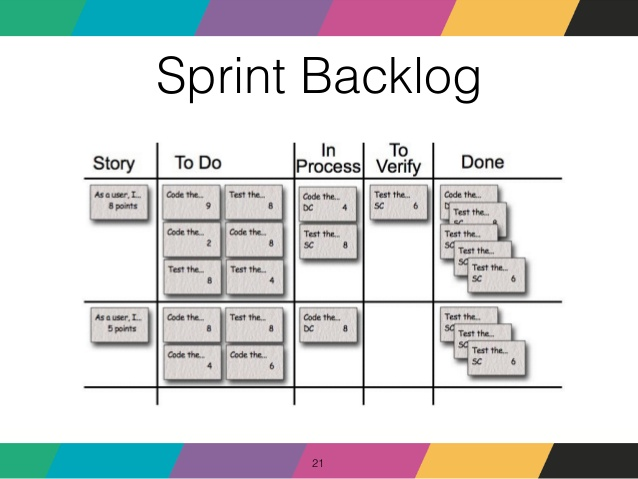 Sprint Backlog
Story
To Do
In
Process
To
Verify
Done
As a user, I...
8 points
Code the...
9
Test the...
8
Code the...
2
Code the...
8
Test the...
8
Test the...
4
Code the...
DC 4
Test the...
SC 8
Test the...
SC 6
Code the...
Test the...
SC 8
Test the...
SC
Test the...
SC
Test the...
SC 6
As a user, I...
5 points
Code the...
8
Test the...
8
Code the...
4
Code the...
6
Code the...
DC 8
Test the...
SC
Test the...
SC
Test the...
SC 6
21